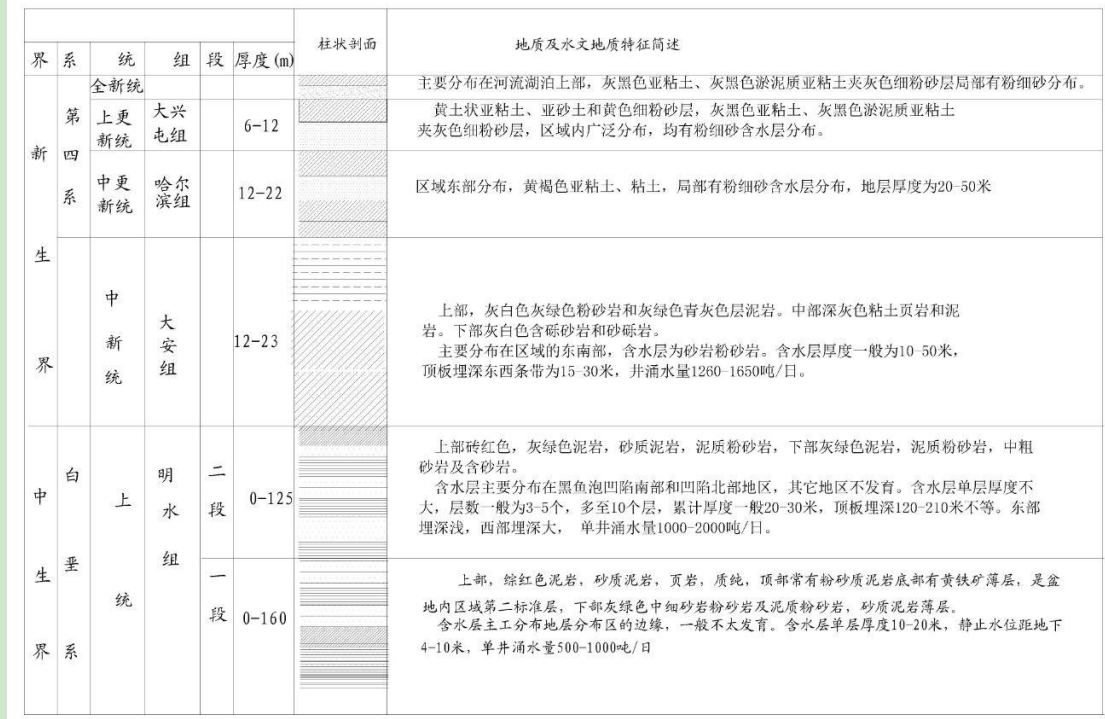 界 系 统 组 段 厚度(m) 柱状剖面 地质及水文地质特征简述
新生界
第四系
全新统
主要分布在河流湖泊上部，灰黑色亚粘土、灰黑色淤泥质亚粘土夹灰色细粉砂层局部有粉细砂分布。
上更新统
大兴屯组
6-12
黄土状亚粘土、亚砂土和黄色细粉砂层，灰黑色亚粘土、灰黑色淤泥质亚粘土
夹灰色细粉砂层，区域内广泛分布，均有粉细砂含水层分布。
中更新统
哈尔滨组
12-22
区域东部分布，黄褐色亚粘土、粘土，局部有粉细砂含水层分布，地层厚度为20-50米
中新统
大安组
12-23
上部，灰白色灰绿色粉砂岩和灰绿色青灰色层泥岩。中部深灰色粘土页岩和泥
岩。下部灰白色含砾砂岩和砂砾岩。
主要分布在区域的东南部，含水层为砂岩粉砂岩。含水层厚度一般为10-50米，
顶板埋深东西条带为15-30米，井涌水量1260-1650吨/日。
中生界
白垩系
上统
明水组
二段
0-125
上部砖红色，灰绿色泥岩，砂质泥岩，泥质粉砂岩，下部灰绿色泥岩，泥质粉砂岩，中粗
砂岩及含砂岩。
含水层主要分布在黑鱼泡凹陷南部和凹陷北部地区，其它地区不发育。含水层单层厚度不
大，层数一般为3-5个，多至10个层，累计厚度一般20-30米，顶板埋深120-210米不等。东部
埋深浅，西部埋深大， 单井涌水量1000-2000吨/日。
一段
0-160
上部，综红色泥岩，砂质泥岩，页岩，质纯，顶部常有粉砂质泥岩底部有黄铁矿薄层，是盆
地内区域第二标准层，下部灰绿色中细砂岩粉砂岩及泥质粉砂岩，砂质泥岩薄层。
含水层主工分布地层分布区的边缘，一般不太发育。含水层单层厚度10-20米，静止水位距地下
4-10米，单井涌水量500-1000吨/日